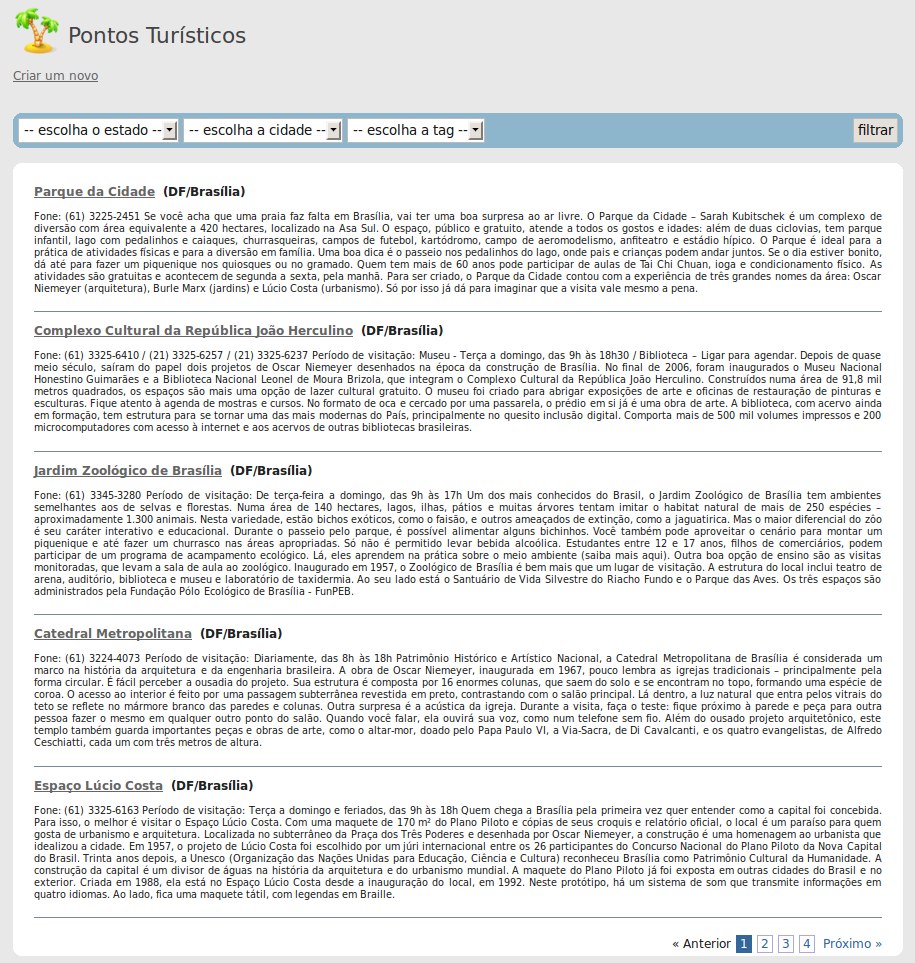 Pontos Turísticos
Criar um novo
-- escolha o estado -- -- escolha a cidade -- -- escolha a tag -- filtrar
Parque da Cidade (DF/Brasília)
Fone: (61) 3225-2451 Se você acha que uma praia faz falta em Brasília, vai ter uma boa surpresa ao ar livre. O Parque da Cidade – Sarah Kubitschek é um complexo de
diversão com área equivalente a 420 hectares, localizado na Asa Sul. O espaço, público e gratuito, atende a todos os gostos e idades: além de duas ciclovias, tem parque
infantil, lago com pedalinhos e caiaques, churrasqueiras, campos de futebol, kartódromo, campo de aeromodelismo, anfiteatro e estádio hípico. O Parque é ideal para a
prática de atividades físicas e para a diversão em família. Uma boa dica é o passeio nos pedalinhos do lago, onde pais e crianças podem andar juntos. Se o dia estiver bonito,
dá até para fazer um piquenique nos quiosques ou no gramado. Quem tem mais de 60 anos pode participar de aulas de Tai Chi Chuan, ioga e condicionamento físico. As
atividades são gratuitas e acontecem de segunda a sexta, pela manhã. Para ser criado, o Parque da Cidade contou com a experiência de três grandes nomes da área: Oscar
Niemeyer (arquitetura), Burle Marx (jardins) e Lúcio Costa (urbanismo). Só por isso já dá para imaginar que a visita vale mesmo a pena.
Complexo Cultural da República João Herculino (DF/Brasília)
Fone: (61) 3325-6410 / (21) 3325-6257 / (21) 3325-6237 Período de visitação: Museu - Terça a domingo, das 9h às 18h30 / Biblioteca – Ligar para agendar. Depois de quase
meio século, saíram do papel dois projetos de Oscar Niemeyer desenhados na época da construção de Brasília. No final de 2006, foram inaugurados o Museu Nacional
Honestino Guimarães e a Biblioteca Nacional Leonel de Moura Brizola, que integram o Complexo Cultural da República João Herculino. Construídos numa área de 91,8 mil
metros quadrados, os espaços são mais uma opção de lazer cultural gratuito. O museu foi criado para abrigar exposições de arte e oficinas de restauração de pinturas e
esculturas. Fique atento à agenda de mostras e cursos. No formato de oca e cercado por uma passarela, o prédio em si já é uma obra de arte. A biblioteca, com acervo ainda
em formação, tem estrutura para se tornar uma das mais modernas do País, principalmente no quesito inclusão digital. Comporta mais de 500 mil volumes impressos e 200
microcomputadores com acesso à internet e aos acervos de outras bibliotecas brasileiras.
Jardim Zoológico de Brasília (DF/Brasília)
Fone: (61) 3345-3280 Período de visitação: De terça-feira a domingo, das 9h às 17h Um dos mais conhecidos do Brasil, o Jardim Zoológico de Brasília tem ambientes
semelhantes aos de selvas e florestas. Numa área de 140 hectares, lagos, ilhas, pátios e muitas árvores tentam imitar o habitat natural de mais de 250 espécies –
aproximadamente 1.300 animais. Nesta variedade, estão bichos exóticos, como o faisão, e outros ameaçados de extinção, como a jaguatirica. Mas o maior diferencial do zôo
é seu caráter interativo e educacional. Durante o passeio pelo parque, é possível alimentar alguns bichinhos. Você também pode aproveitar o cenário para montar um
piquenique e até fazer um churrasco nas áreas apropriadas. Só não é permitido levar bebida alcoólica. Estudantes entre 12 e 17 anos, filhos de comerciários, podem
participar de um programa de acampamento ecológico. Lá, eles aprendem na prática sobre o meio ambiente (saiba mais aqui). Outra boa opção de ensino são as visitas
monitoradas, que levam a sala de aula ao zoológico. Inaugurado em 1957, o Zoológico de Brasília é bem mais que um lugar de visitação. A estrutura do local inclui teatro de
arena, auditório, biblioteca e museu e laboratório de taxidermia. Ao seu lado está o Santuário de Vida Silvestre do Riacho Fundo e o Parque das Aves. Os três espaços são
administrados pela Fundação Pólo Ecológico de Brasília - FunPEB.
Catedral Metropolitana (DF/Brasília)
Fone: (61) 3224-4073 Período de visitação: Diariamente, das 8h às 18h Patrimônio Histórico e Artístico Nacional, a Catedral Metropolitana de Brasília é considerada um
marco na história da arquitetura e da engenharia brasileira. A obra de Oscar Niemeyer, inaugurada em 1967, pouco lembra as igrejas tradicionais – principalmente pela
forma circular. É fácil perceber a ousadia do projeto. Sua estrutura é composta por 16 enormes colunas, que saem do solo e se encontram no topo, formando uma espécie de
coroa. O acesso ao interior é feito por uma passagem subterrânea revestida em preto, contrastando com o salão principal. Lá dentro, a luz natural que entra pelos vitrais do
teto se reflete no mármore branco das paredes e colunas. Outra surpresa é a acústica da igreja. Durante a visita, faça o teste: fique próximo à parede e peça para outra
pessoa fazer o mesmo em qualquer outro ponto do salão. Quando você falar, ela ouvirá sua voz, como num telefone sem fio. Além do ousado projeto arquitetônico, este
templo também guarda importantes peças e obras de arte, como o altar-mor, doado pelo Papa Paulo VI, a Via-Sacra, de Di Cavalcanti, e os quatro evangelistas, de Alfredo
Ceschiatti, cada um com três metros de altura.
Espaço Lúcio Costa (DF/Brasília)
Fone: (61) 3325-6163 Período de visitação: Terça a domingo e feriados, das 9h às 18h Quem chega a Brasília pela primeira vez quer entender como a capital foi concebida.
Para isso, o melhor é visitar o Espaço Lúcio Costa. Com uma maquete de 170 m² do Plano Piloto e cópias de seus croquis e relatório oficial, o local é um paraíso para quem
gosta de urbanismo e arquitetura. Localizada no subterrâneo da Praça dos Três Poderes e desenhada por Oscar Niemeyer, a construção é uma homenagem ao urbanista que
idealizou a cidade. Em 1957, o projeto de Lúcio Costa foi escolhido por um júri internacional entre os 26 participantes do Concurso Nacional do Plano Piloto da Nova Capital
do Brasil. Trinta anos depois, a Unesco (Organização das Nações Unidas para Educação, Ciência e Cultura) reconheceu Brasília como Patrimônio Cultural da Humanidade. A
construção da capital é um divisor de águas na história da arquitetura e do urbanismo mundial. A maquete do Plano Piloto já foi exposta em outras cidades do Brasil e no
exterior. Criada em 1988, ela está no Espaço Lúcio Costa desde a inauguração do local, em 1992. Neste protótipo, há um sistema de som que transmite informações em
quatro idiomas. Ao lado, fica uma maquete tátil, com legendas em Braille.
« Anterior 1 2 3 4 Próximo »